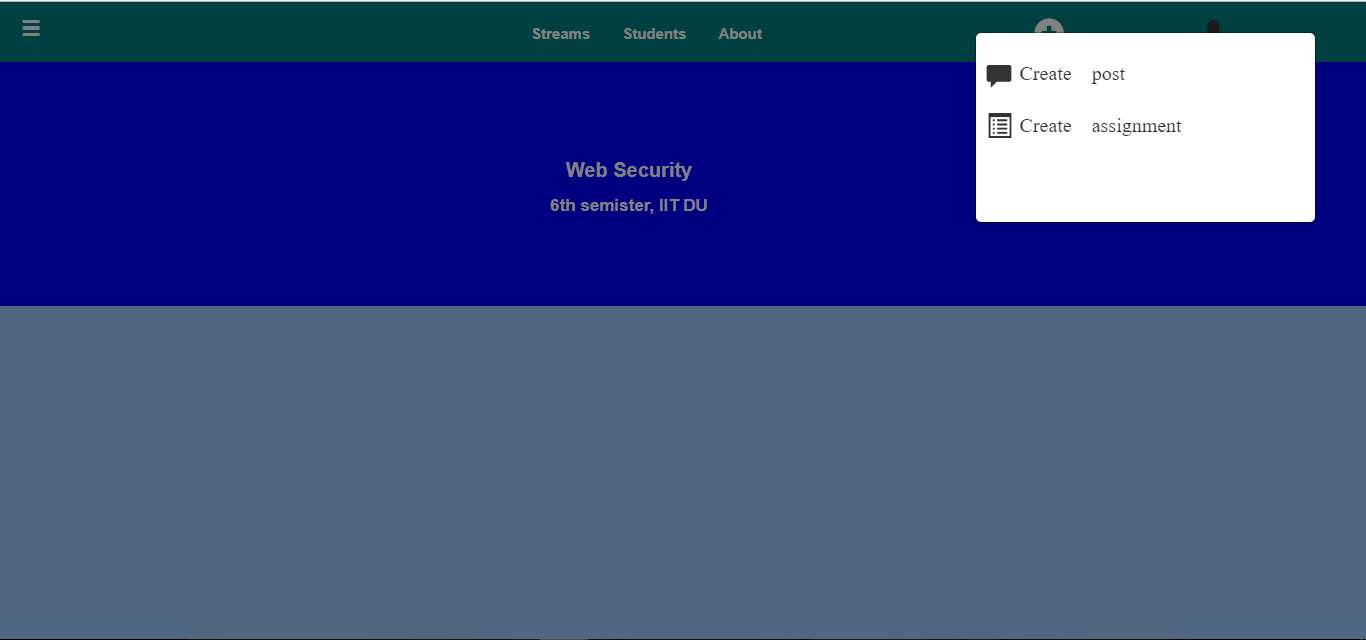 Streams Students About
Create post
Create assignment
Web Security
6th semister, IIT DU